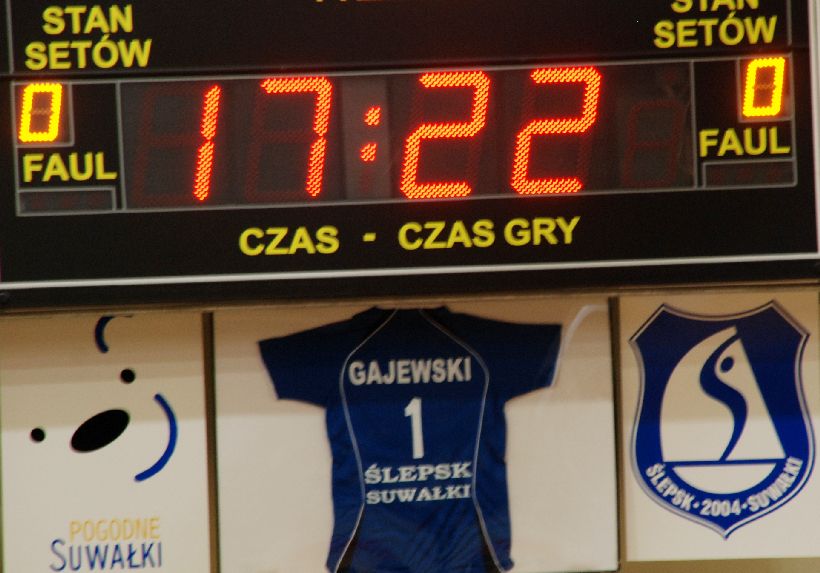 STAN
SETÓW
STAN
SETÓW
0
17:22
0
FAUL
FAUL
CZAS - CZAS GRY
GAJEWSKI
1
ŚLEPSK
SUWAŁKI
ŚLEPSK·2004·SUWAŁKI
POGODNE
SUWAŁKI